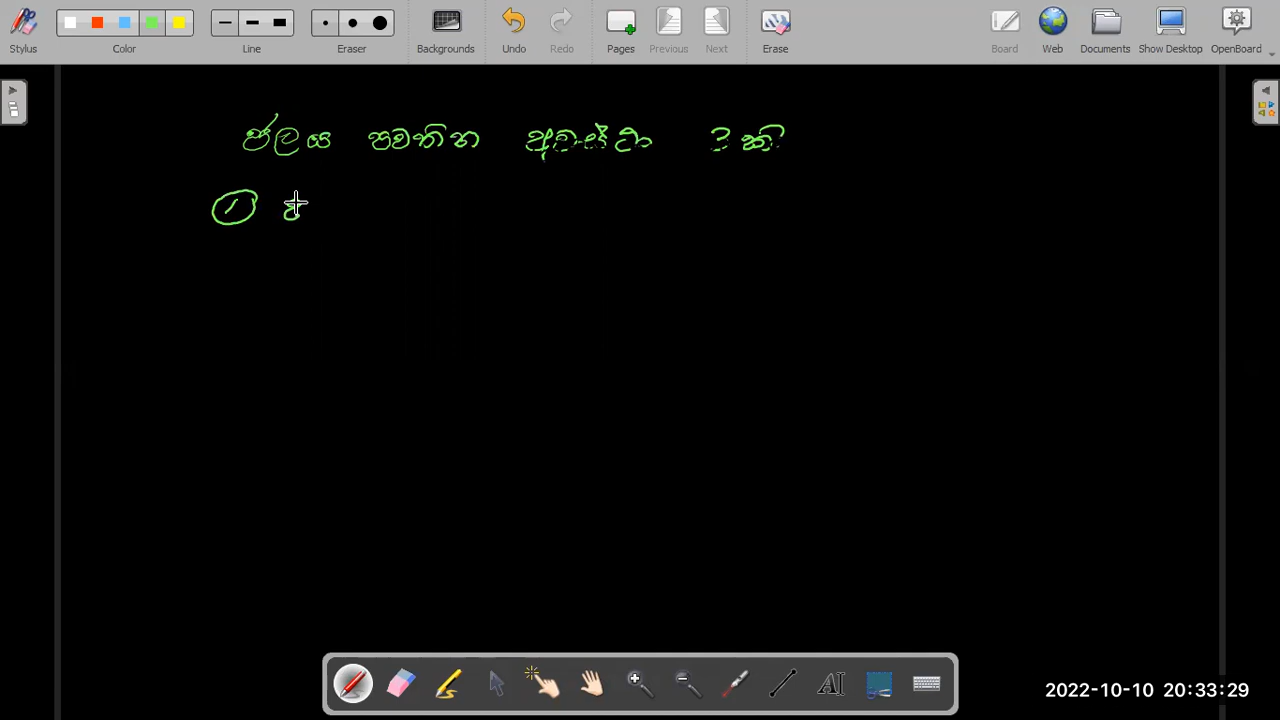 Stylus Color Line Eraser Backgrounds Undo Redo Pages Previous Next Erase Board Web Documents Show Desktop OpenBoard
ජලය පවතින අවස්ථා 3 කි
①
2022-10-10 20:33:29